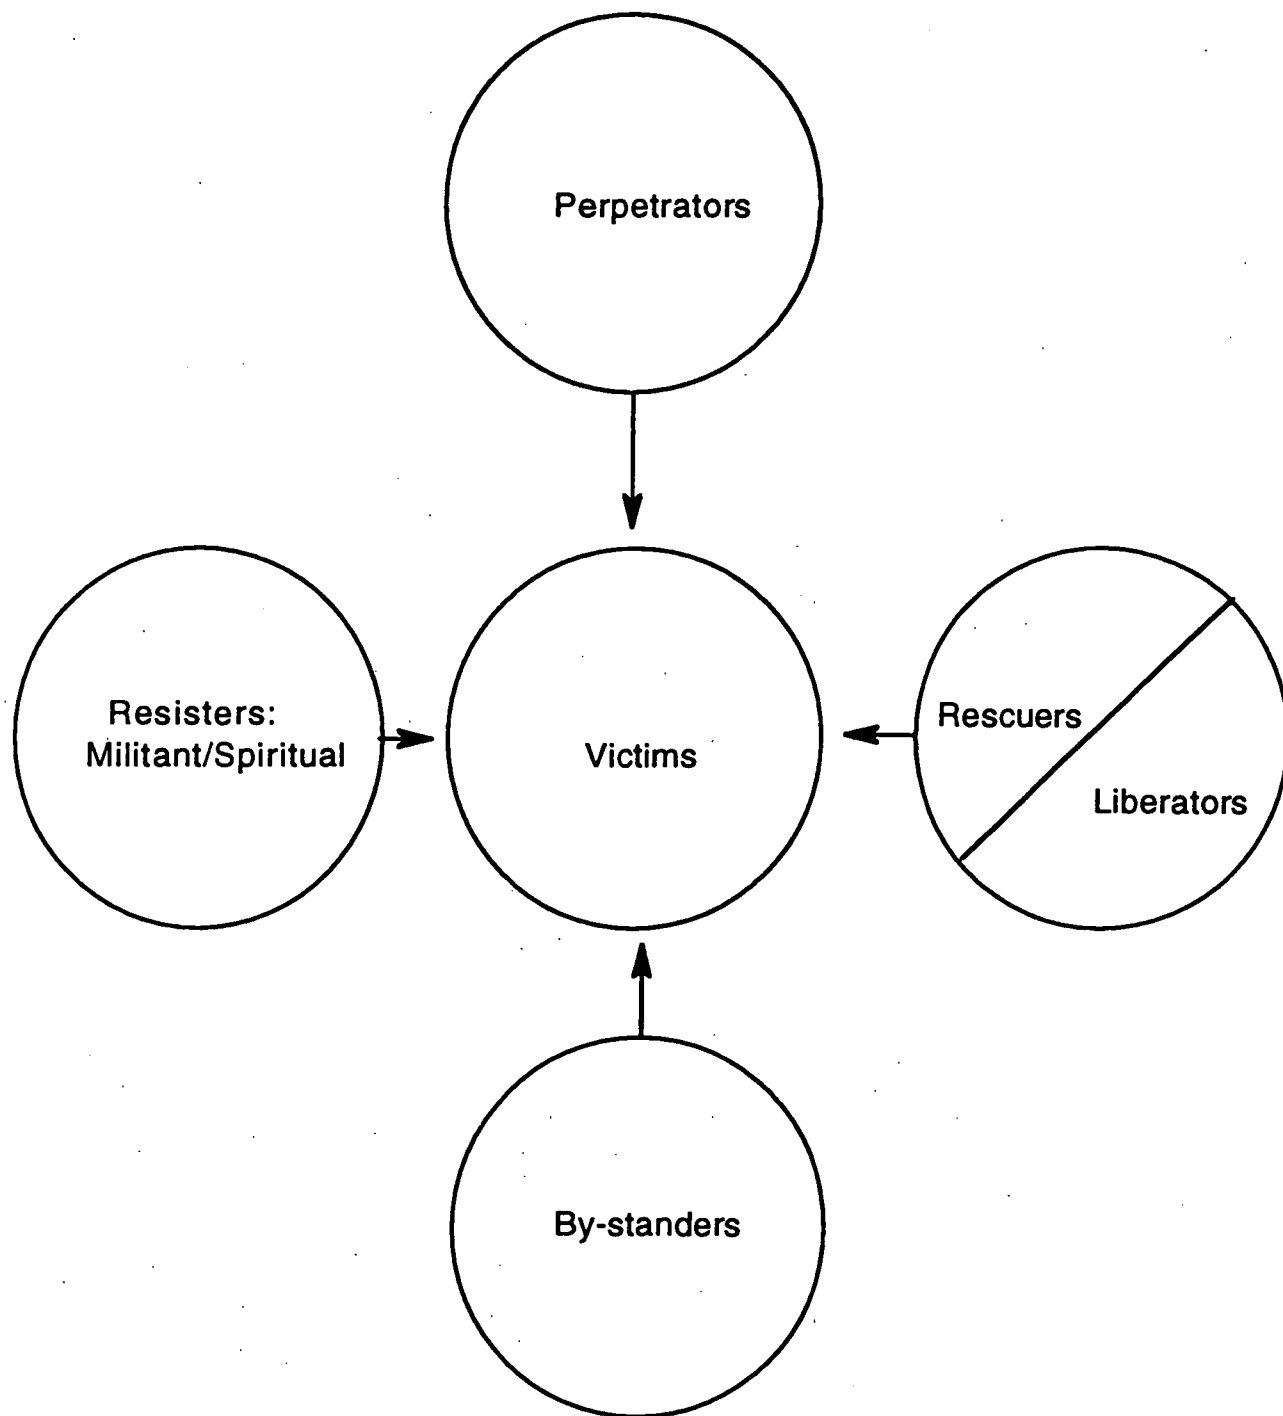 Perpetrators
Resisters:
Militant/Spiritual
Victims
Rescuers
Liberators
By-standers